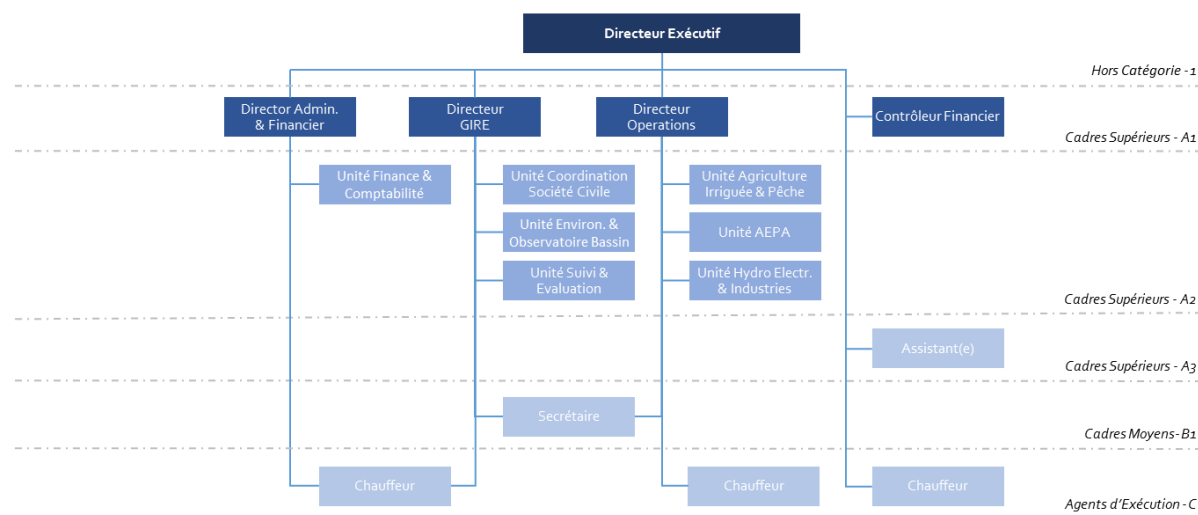 Directeur Exécutif
Hors Catégorie - 1
Director Admin.
& Financier
Directeur
GIRE
Directeur
Operations
Contrôleur Financier
Cadres Supérieurs - A1
Unité Finance &
Comptabilité
Unité Coordination
Société Civile
Unité Agriculture
Irriguée & Pêche
Unité Environ. &
Observatoire Bassin
Unité AEPA
Unité Suivi &
Evaluation
Unité Hydro Electr.
& Industries
Cadres Supérieurs - A2
Assistant(e)
Cadres Supérieurs - A3
Secrétaire
Cadres Moyens- B1
Chauffeur
Chauffeur
Chauffeur
Agents d'Exécution - C